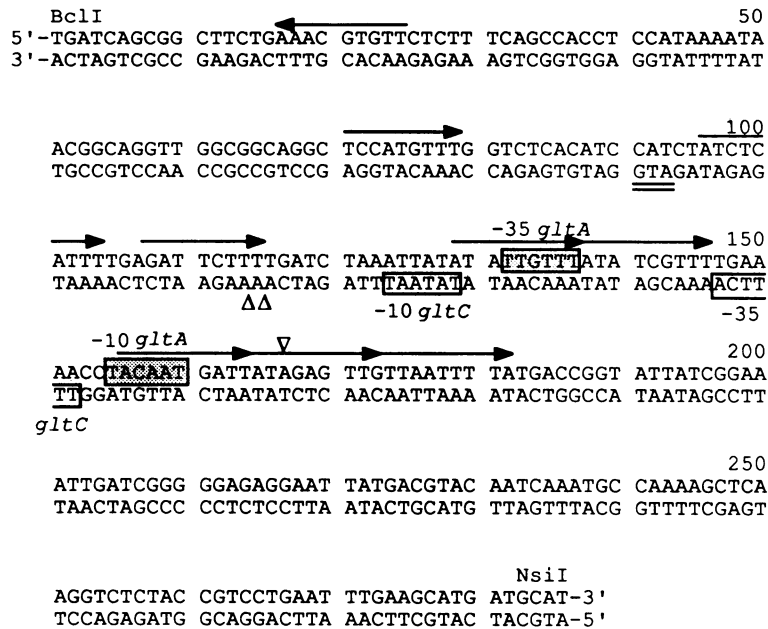 BclI 50
5'-TGATCAGCGG CTTCTGAAAC GTGTTCTCTT TCAGCCACCT CCATAAAATA
3'-ACTAGTCGCC GAAGACTTTG CACAAGAGAA AGTCGGTGGA GGTATTTTAT
100
ACGGCAGGTT GGCGGCAGGC TCCATGTTTG GTCTCACATC CATCTATCTC
TGCCGTCCAA CCGCCGTCCG AGGTACAAAC CAGAGTGTAG GTAGATAGAG
-35 gltA 150
ATTTTGAGAT TCTTTTGATC TAAATTATAT ATTGTTTATA TCGTTTTGAA
TAAAACTCTA AGAAAACTAG ATTTAATATA TAACAAATAT AGCAAAACTT
ΔΔ -10 gltC -35
-10 gltA ∇ 200
AACCTACAAT GATTATAGAG TTGTTAATTT TATGACCGGT ATTATCGGAA
TTGGATGTTA CTAATATCTC AACAATTAAA ATACTGGCCA TAATAGCCTT
gltC
250
ATTGATCGGG GGAGAGGAAT TATGACGTAC AATCAAATGC CAAAAGCTCA
TAACTAGCCC CCTCTCCTTA ATACTGCATG TTAGTTTACG GTTTTCGAGT
NsiI
AGGTCTCTAC CGTCCTGAAT TTGAAGCATG ATGCAT-3'
TCCAGAGATGG GCAGGACTTA AACTTCGTAC TACGTA-5'